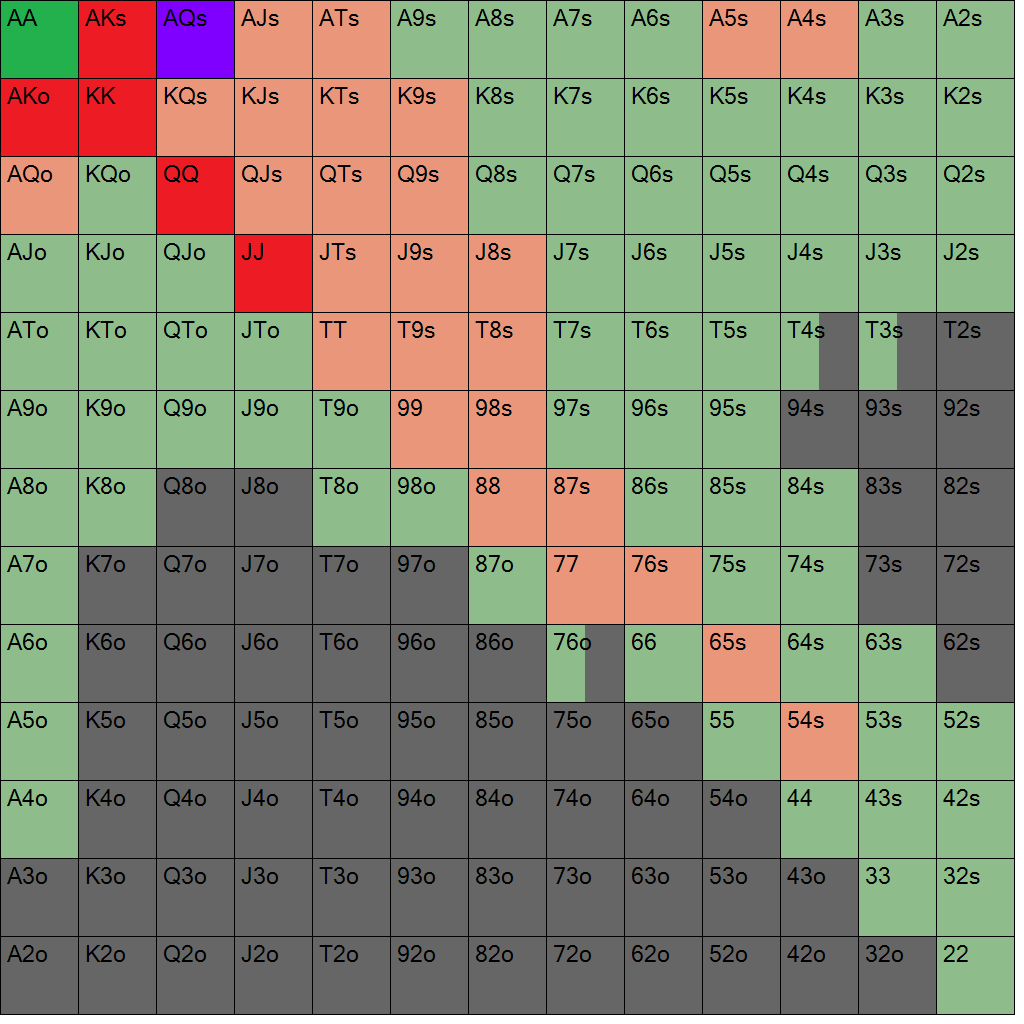 AA AKs AQs AJs ATs A9s A8s A7s A6s A5s A4s A3s A2s
AKo KK KQs KJs KTs K9s K8s K7s K6s K5s K4s K3s K2s
AQo KQo QQ QJs QTs Q9s Q8s Q7s Q6s Q5s Q4s Q3s Q2s
AJo KJo QJo JJ JTs J9s J8s J7s J6s J5s J4s J3s J2s
ATo KTo QTo JTo TT T9s T8s T7s T6s T5s T4s T3s T2s
A9o K9o Q9o J9o T9o 99 98s 97s 96s 95s 94s 93s 92s
A8o K8o Q8o J8o T8o 98o 88 87s 86s 85s 84s 83s 82s
A7o K7o Q7o J7o T7o 97o 87o 77 76s 75s 74s 73s 72s
A6o K6o Q6o J6o T6o 96o 86o 76o 66 65s 64s 63s 62s
A5o K5o Q5o J5o T5o 95o 85o 75o 65o 55 54s 53s 52s
A4o K4o Q4o J4o T4o 94o 84o 74o 64o 54o 44 43s 42s
A3o K3o Q3o J3o T3o 93o 83o 73o 63o 53o 43o 33 32s
A2o K2o Q2o J2o T2o 92o 82o 72o 62o 52o 42o 32o 22